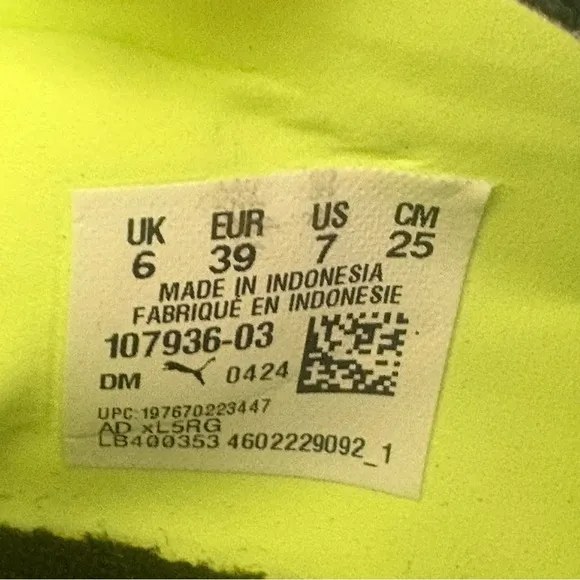 UK EUR US CM
6 39 7 25
MADE IN INDONESIA
FABRIQUÉ EN INDONESIE
107936-03
DM 0424
UPC: 197670223447
AD xL5RG
LB400353 4602229092_1